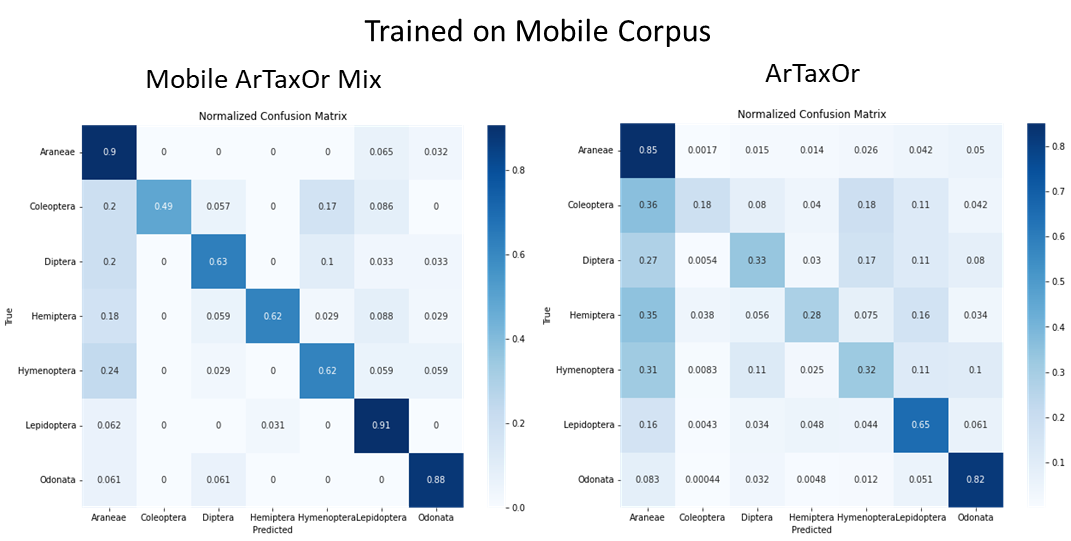 Trained on Mobile Corpus
Mobile ArTaxOr Mix
Normalized Confusion Matrix
True
Araneae 0.9 0 0 0 0 0.065 0.032
Coleoptera 0.2 0.49 0.057 0 0.17 0.086 0
Diptera 0.2 0 0.63 0 0.1 0.033 0.033
Hemiptera 0.18 0 0.059 0.62 0.029 0.088 0.029
Hymenoptera 0.24 0 0.029 0 0.62 0.059 0.059
Lepidoptera 0.062 0 0 0.031 0 0.91 0
Odonata 0.061 0 0.061 0 0 0 0.88
Araneae Coleoptera Diptera Hemiptera Hymenoptera Lepidoptera Odonata
Predicted
0.8
0.6
0.4
0.2
0.0
ArTaxOr
Normalized Confusion Matrix
True
Araneae 0.85 0.0017 0.015 0.014 0.026 0.042 0.05
Coleoptera 0.36 0.18 0.08 0.04 0.18 0.11 0.042
Diptera 0.27 0.0054 0.33 0.03 0.17 0.11 0.08
Hemiptera 0.35 0.038 0.056 0.28 0.075 0.16 0.034
Hymenoptera 0.31 0.0083 0.11 0.025 0.32 0.11 0.1
Lepidoptera 0.16 0.0043 0.034 0.048 0.044 0.65 0.061
Odonata 0.083 0.00044 0.032 0.0048 0.012 0.051 0.82
Araneae Coleoptera Diptera Hemiptera Hymenoptera Lepidoptera Odonata
Predicted
0.8
0.7
0.6
0.5
0.4
0.3
0.2
0.1